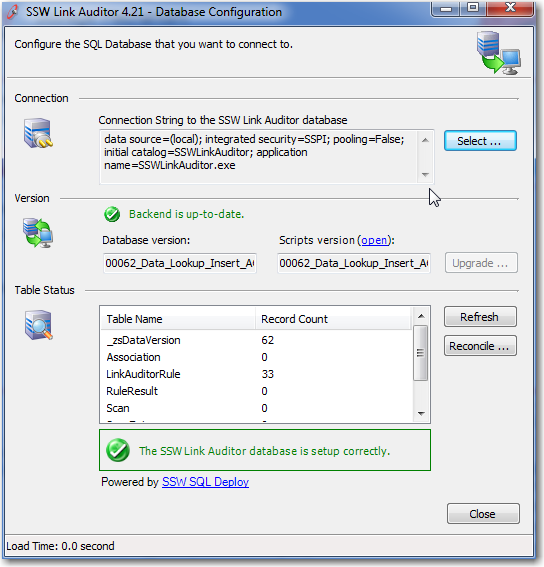 SSW Link Auditor 4.21 - Database Configuration
Configure the SQL Database that you want to connect to.
Connection
Connection String to the SSW Link Auditor database
data source=(local); integrated security=SSPI; pooling=False;
initial catalog=SSWLinkAuditor; application
name=SSWLinkAuditor.exe
Select ...
Version
Backend is up-to-date.
Database version:
Scripts version (open):
00062_Data_Lookup_Insert_A
00062_Data_Lookup_Insert_A
Upgrade ...
Table Status
Table Name Record Count
_zsDataVersion 62
Association 0
LinkAuditorRule 33
RuleResult 0
Scan 0
Refresh
Reconcile ...
The SSW Link Auditor database is setup correctly.
Powered by SSW SQL Deploy
Close
Load Time: 0.0 second